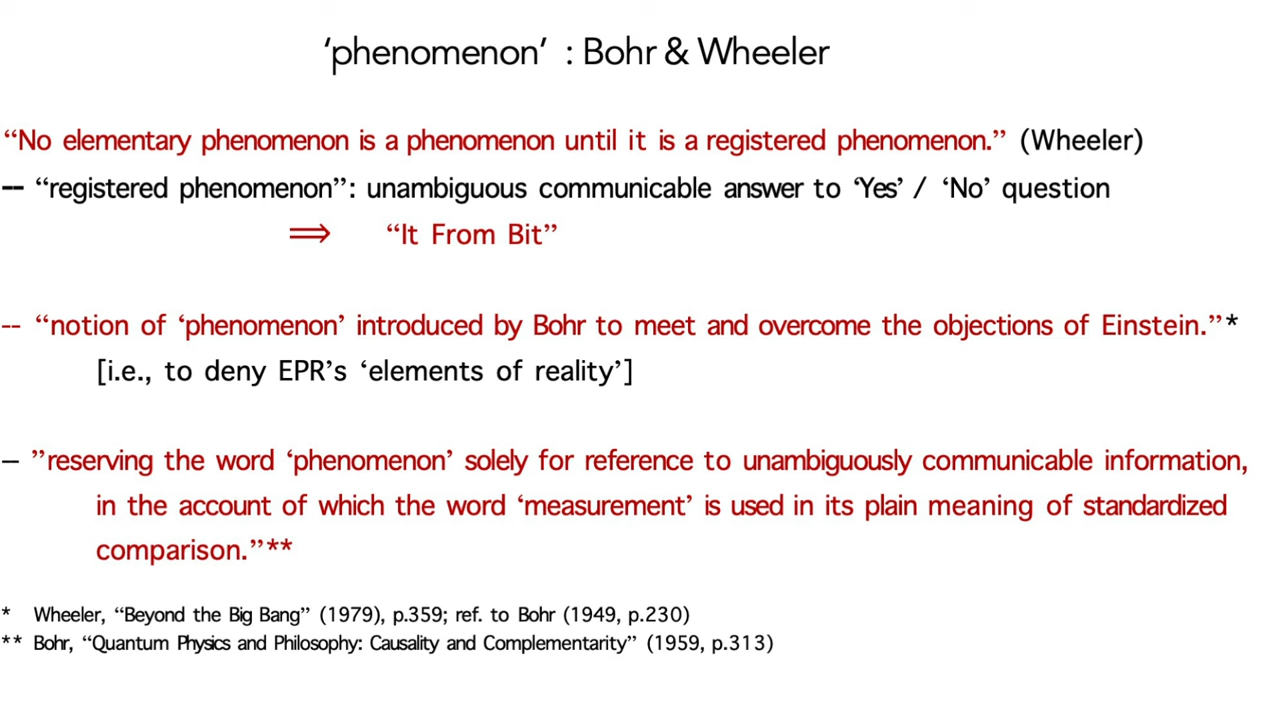 ‘phenomenon’ : Bohr & Wheeler
“No elementary phenomenon is a phenomenon until it is a registered phenomenon.” (Wheeler)
-- “registered phenomenon”: unambiguous communicable answer to ‘Yes’ / ‘No’ question
⟹ “It From Bit”
-- “notion of ‘phenomenon’ introduced by Bohr to meet and overcome the objections of Einstein.”*
[i.e., to deny EPR’s ‘elements of reality’]
– ”reserving the word ‘phenomenon’ solely for reference to unambiguously communicable information,
in the account of which the word ‘measurement’ is used in its plain meaning of standardized
comparison.”**
* Wheeler, “Beyond the Big Bang” (1979), p.359; ref. to Bohr (1949, p.230)
** Bohr, “Quantum Physics and Philosophy: Causality and Complementarity” (1959, p.313)